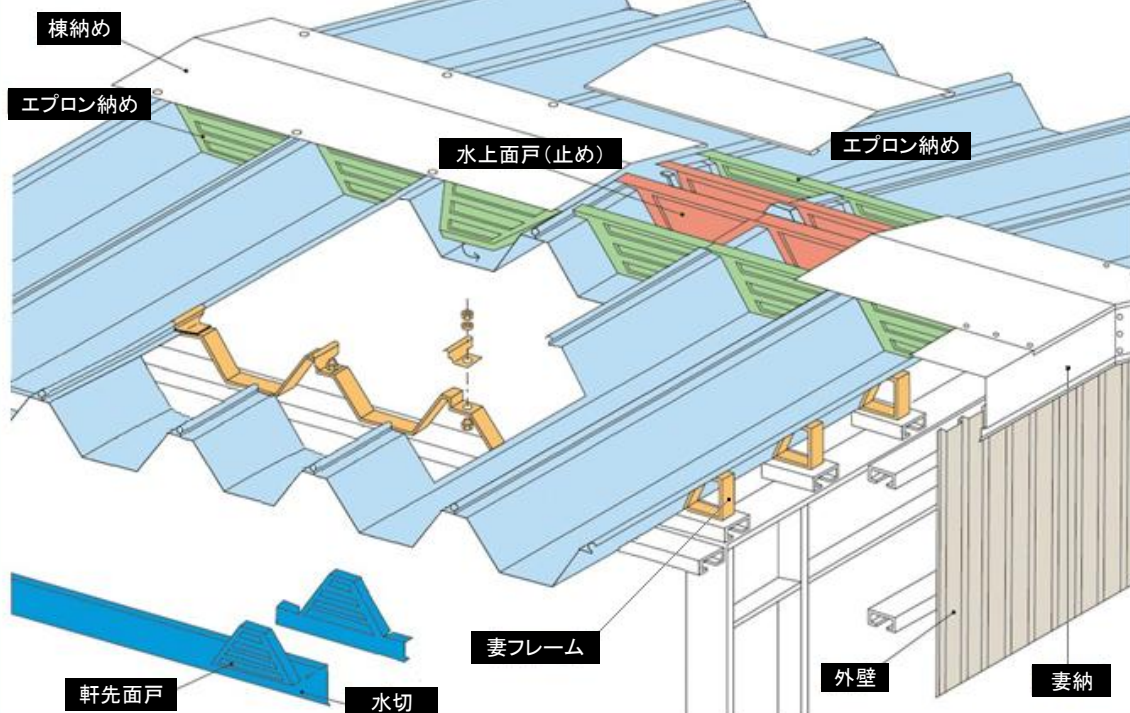 棟納め
エプロン納め
水上面戸(止め)
エプロン納め
妻フレーム
外壁
妻納
軒先面戸
水切